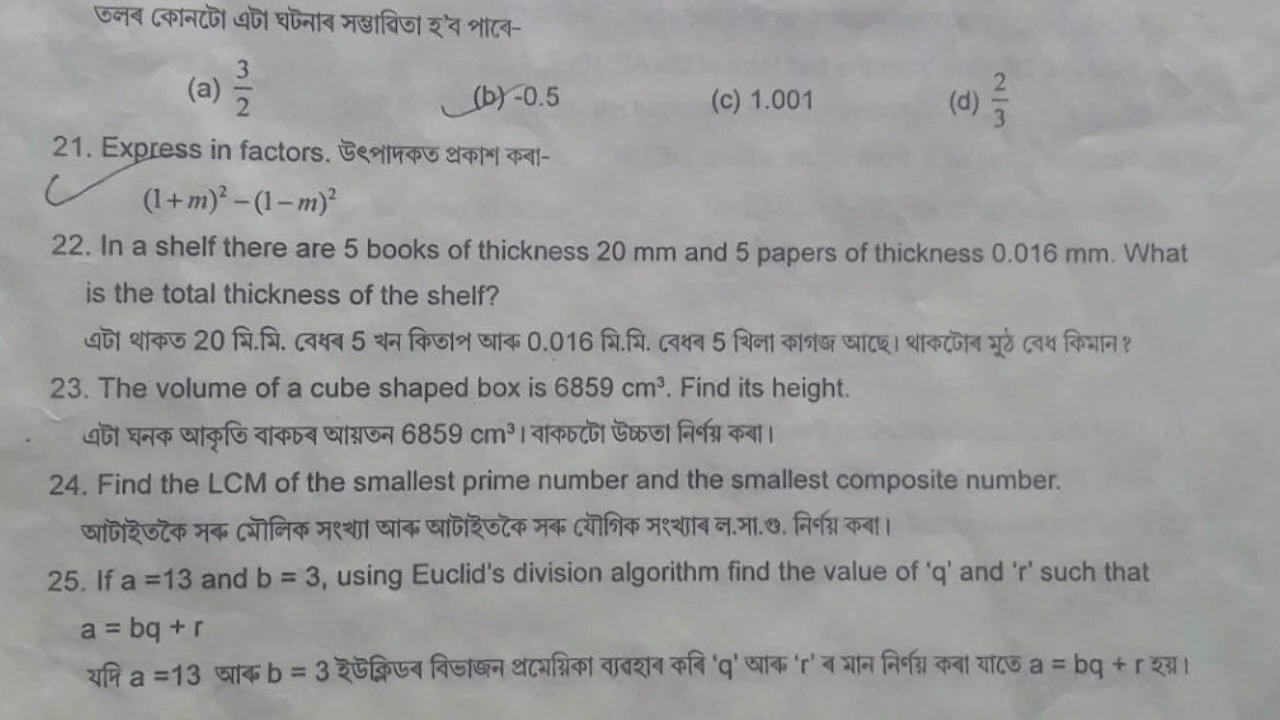 তলৰ কোনটো এটা ঘটনাৰ সম্ভাৱিতা হ'ব পাৰে-
(a) 3/2 (b) -0.5 (c) 1.001 (d) 2/3
21. Express in factors. উৎপাদকত প্ৰকাশ কৰা-
(1+m)² – (1–m)²
22. In a shelf there are 5 books of thickness 20 mm and 5 papers of thickness 0.016 mm. What
is the total thickness of the shelf?
এটা থাকত 20 মি.মি. বেধৰ 5 খন কিতাপ আৰু 0.016 মি.মি. বেধৰ 5 খিলা কাগজ আছে। থাকটোৰ মুঠ বেধ কিমান?
23. The volume of a cube shaped box is 6859 cm³. Find its height.
এটা ঘনক আকৃতি বাকচৰ আয়তন 6859 cm³। বাকচটো উচ্চতা নিৰ্ণয় কৰা।
24. Find the LCM of the smallest prime number and the smallest composite number.
আটাইতকৈ সৰু মৌলিক সংখ্যা আৰু আটাইতকৈ সৰু যৌগিক সংখ্যাৰ ল.সা.গু. নিৰ্ণয় কৰা।
25. If a =13 and b = 3, using Euclid's division algorithm find the value of 'q' and 'r' such that
a = bq + r
যদি a =13 আৰু b = 3 ইউক্লিডৰ বিভাজন প্ৰমেয়িকা ব্যৱহাৰ কৰি 'q' আৰু 'r' ৰ মান নিৰ্ণয় কৰা যাতে a = bq + r হয়।